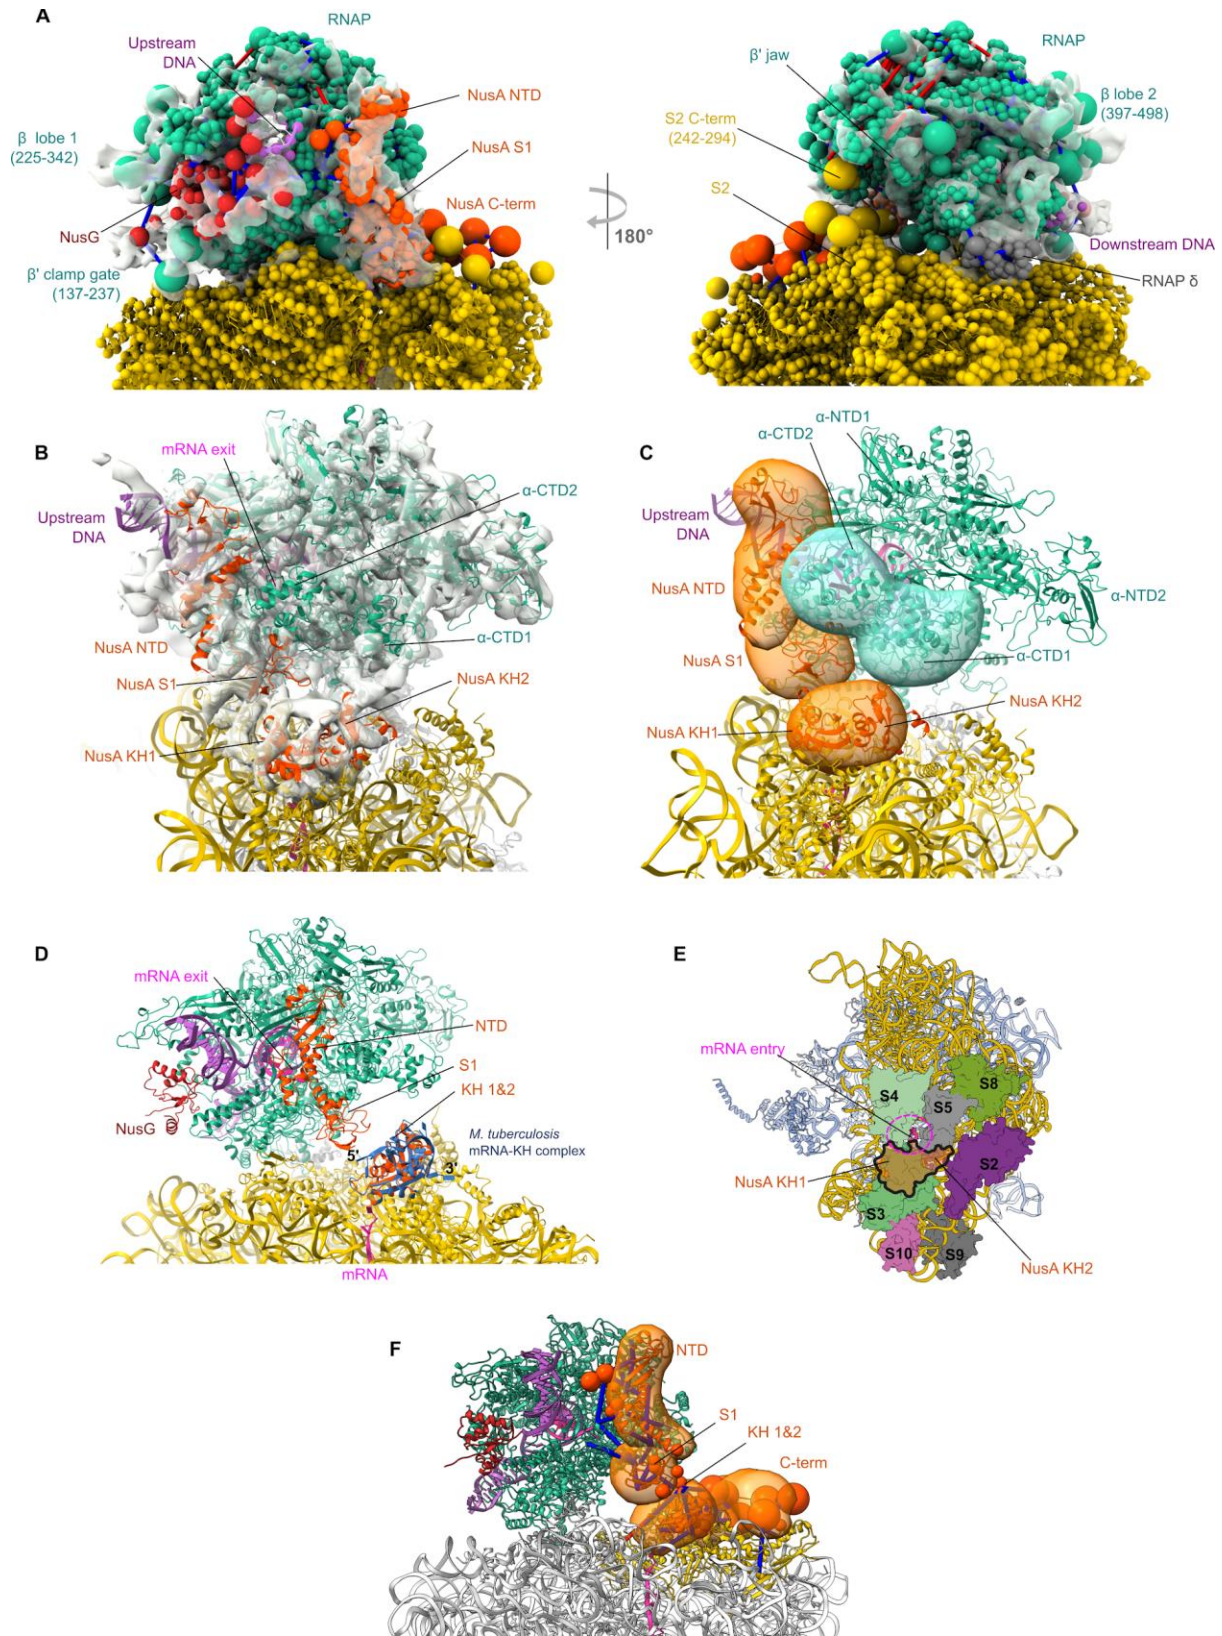 A
RNAP
Upstream
DNA
NusA NTD
β lobe 1
(225-342)
NusA S1
NusA C-term
NusG
β' clamp gate
(137-237)
180°
RNAP
β' jaw
β lobe 2
(397-498)
S2 C-term
(242-294)
S2
Downstream DNA
RNAP δ
B
mRNA exit
α-CTD2
Upstream
DNA
NusA NTD
α-CTD1
NusA S1
NusA KH2
NusA KH1
C
α-NTD1
α-CTD2
Upstream
DNA
NusA NTD
α-NTD2
NusA S1
α-CTD1
NusA KH2
NusA KH1
D
mRNA exit
NTD
S1
KH 1&2
NusG
5'
M. tuberculosis
mRNA-KH complex
3'
mRNA
E
mRNA entry
S4
S5
S8
S2
NusA KH1
S3
S10
S9
NusA KH2
F
NTD
S1
KH 1&2
C-term